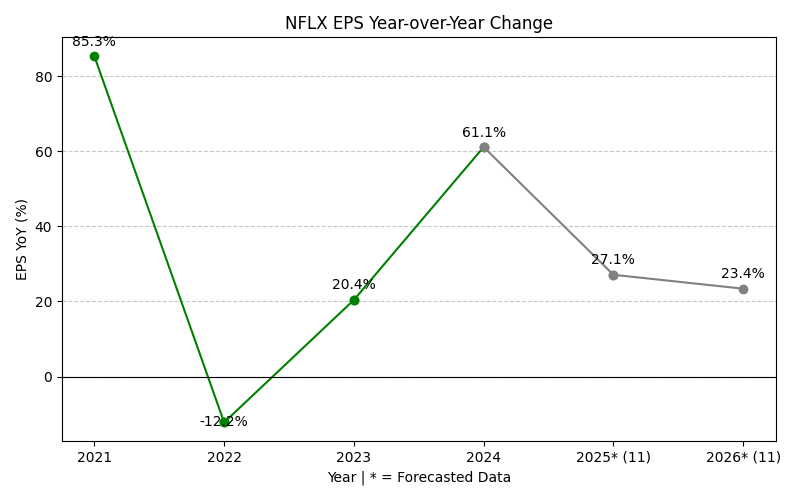 NFLX EPS Year-over-Year Change
85.3%
80
61.1%
60
EPS YoY (%)
40
27.1%
23.4%
20.4%
20
0
-12.2%
2021 2022 2023 2024 2025* (11) 2026* (11)
Year | * = Forecasted Data